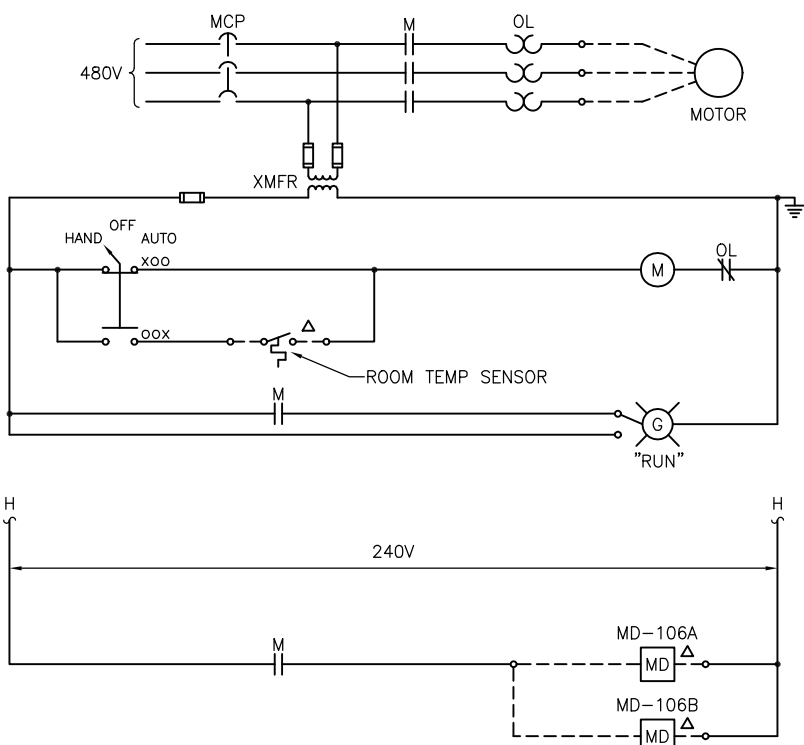 MCP
M
OL
480V
MOTOR
XMFR
OFF
HAND
AUTO
XOO
OL
M
OOX
Δ
ROOM TEMP SENSOR
M
G
"RUN"
H
H
240V
M
MD-106A
MD
Δ
MD-106B
MD
Δ